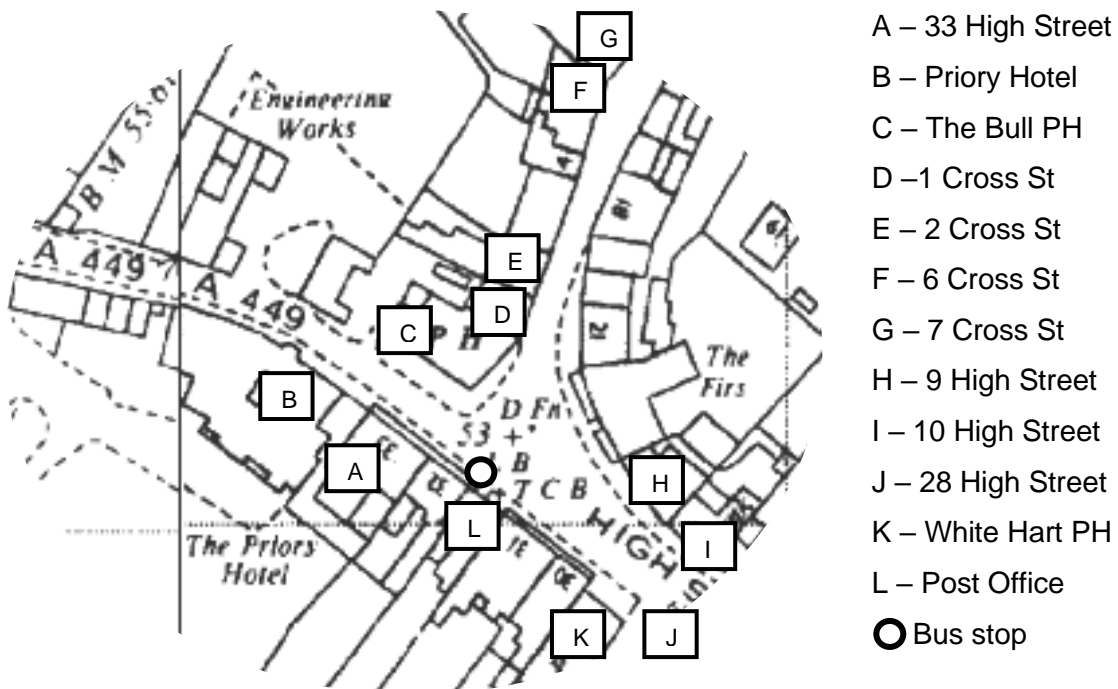 G
F
Engineering
Works
B M 55·6
A 449
A 449
E
D
C
P H
The
Firs
B
D Fn
53 +
L B
T C B
A
H
L
HIGH
I
The Priors
Hotel
K
J
A – 33 High Street
B – Priory Hotel
C – The Bull PH
D –1 Cross St
E – 2 Cross St
F – 6 Cross St
G – 7 Cross St
H – 9 High Street
I – 10 High Street
J – 28 High Street
K – White Hart PH
L – Post Office
Bus stop